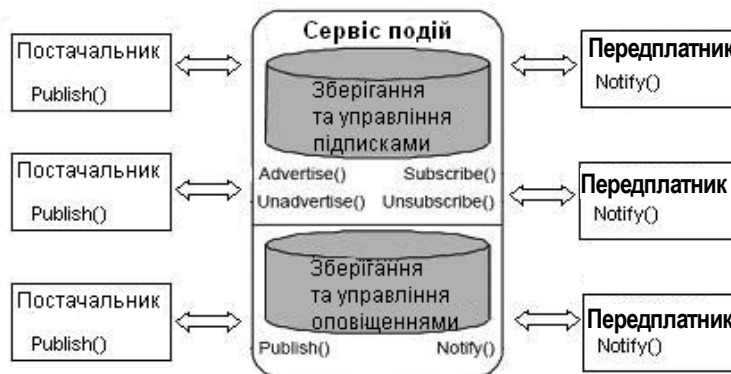 Сервіс подій
Постачальник
Publish()
Зберігання
та управління
підписками
Передплатник
Notify()
Advertise() Subscribe()
Unadvertise() Unsubscribe()
Постачальник
Publish()
Передплатник
Notify()
Зберігання
та управління
оповіщеннями
Publish() Notify()
Постачальник
Publish()
Передплатник
Notify()